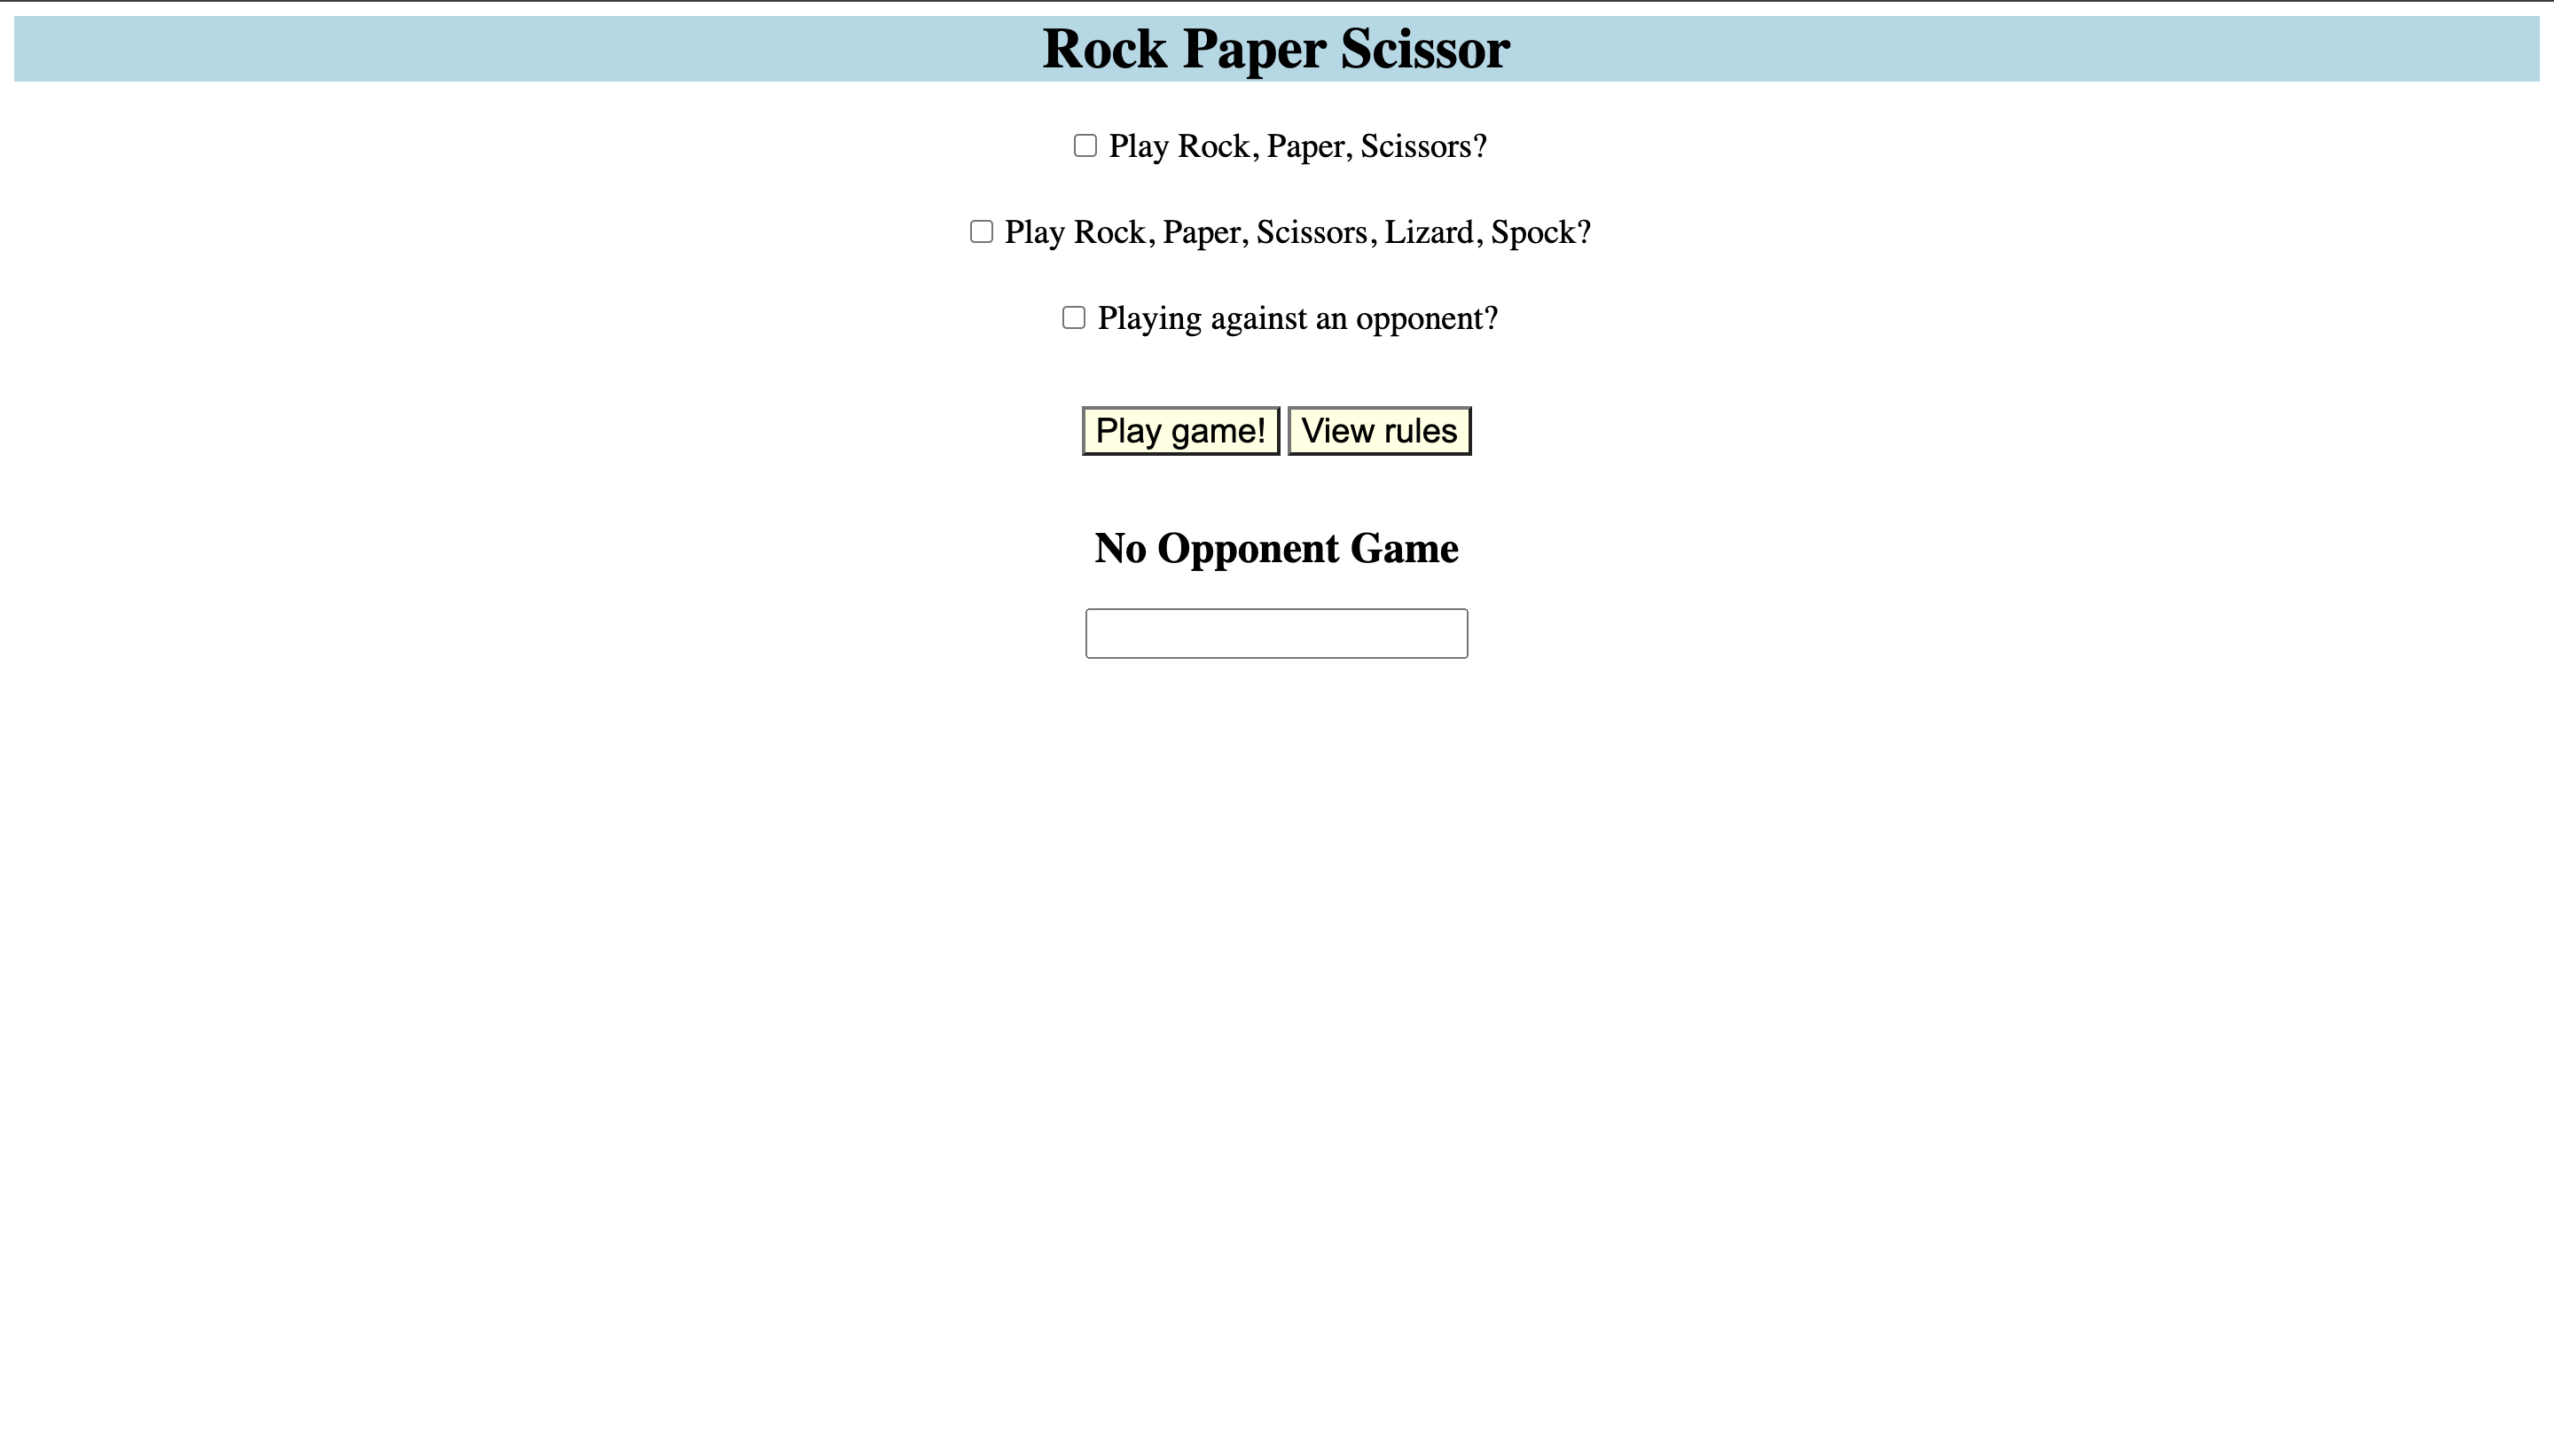 Rock Paper Scissor
Play Rock, Paper, Scissors?
Play Rock, Paper, Scissors, Lizard, Spock?
Playing against an opponent?
Play game! View rules
No Opponent Game